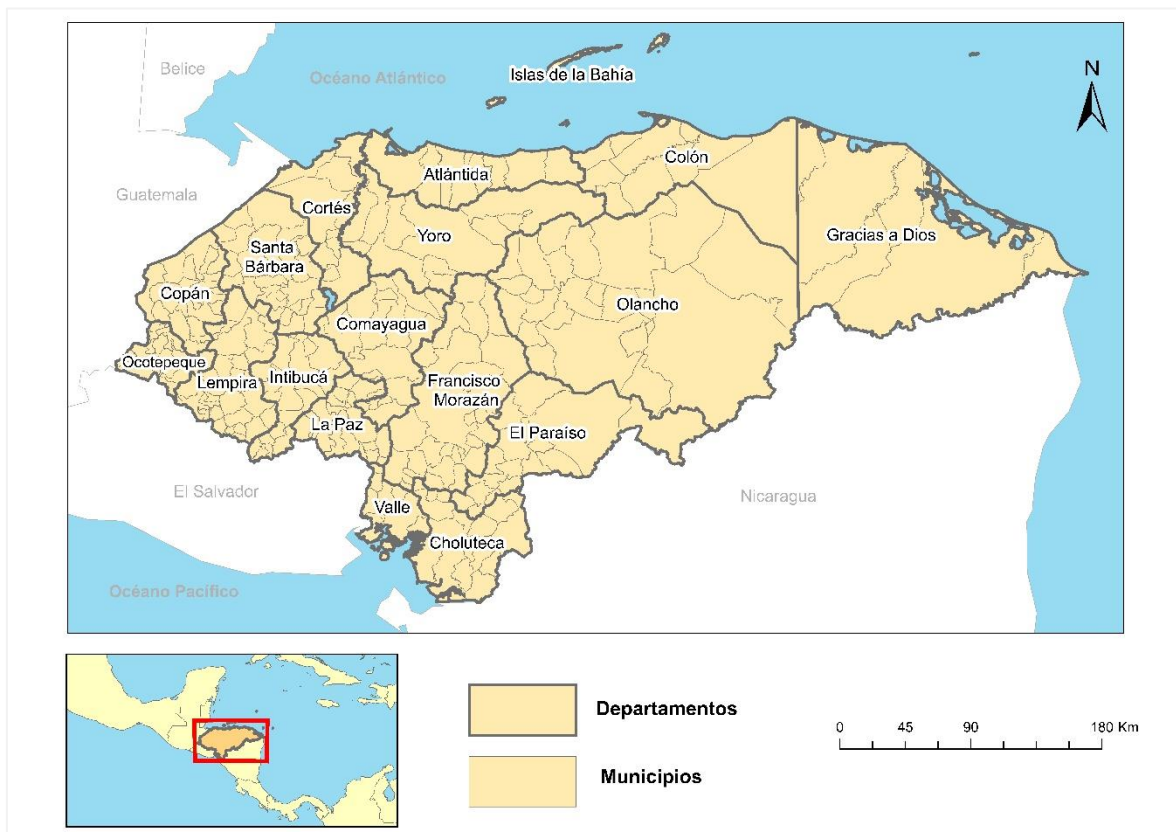 Belice
Océano Atlántico
Islas de la Bahía
N
Guatemala
Atlántida
Colón
Cortés
Yoro
Gracias a Dios
Santa
Bárbara
Copán
Olancho
Comayagua
Ocotepeque
Lempira
Intibucá
Francisco
Morazán
La Paz
El Paraíso
El Salvador
Nicaragua
Valle
Choluteca
Océano Pacífico
Departamentos
Municipios
0 45 90 180 Km